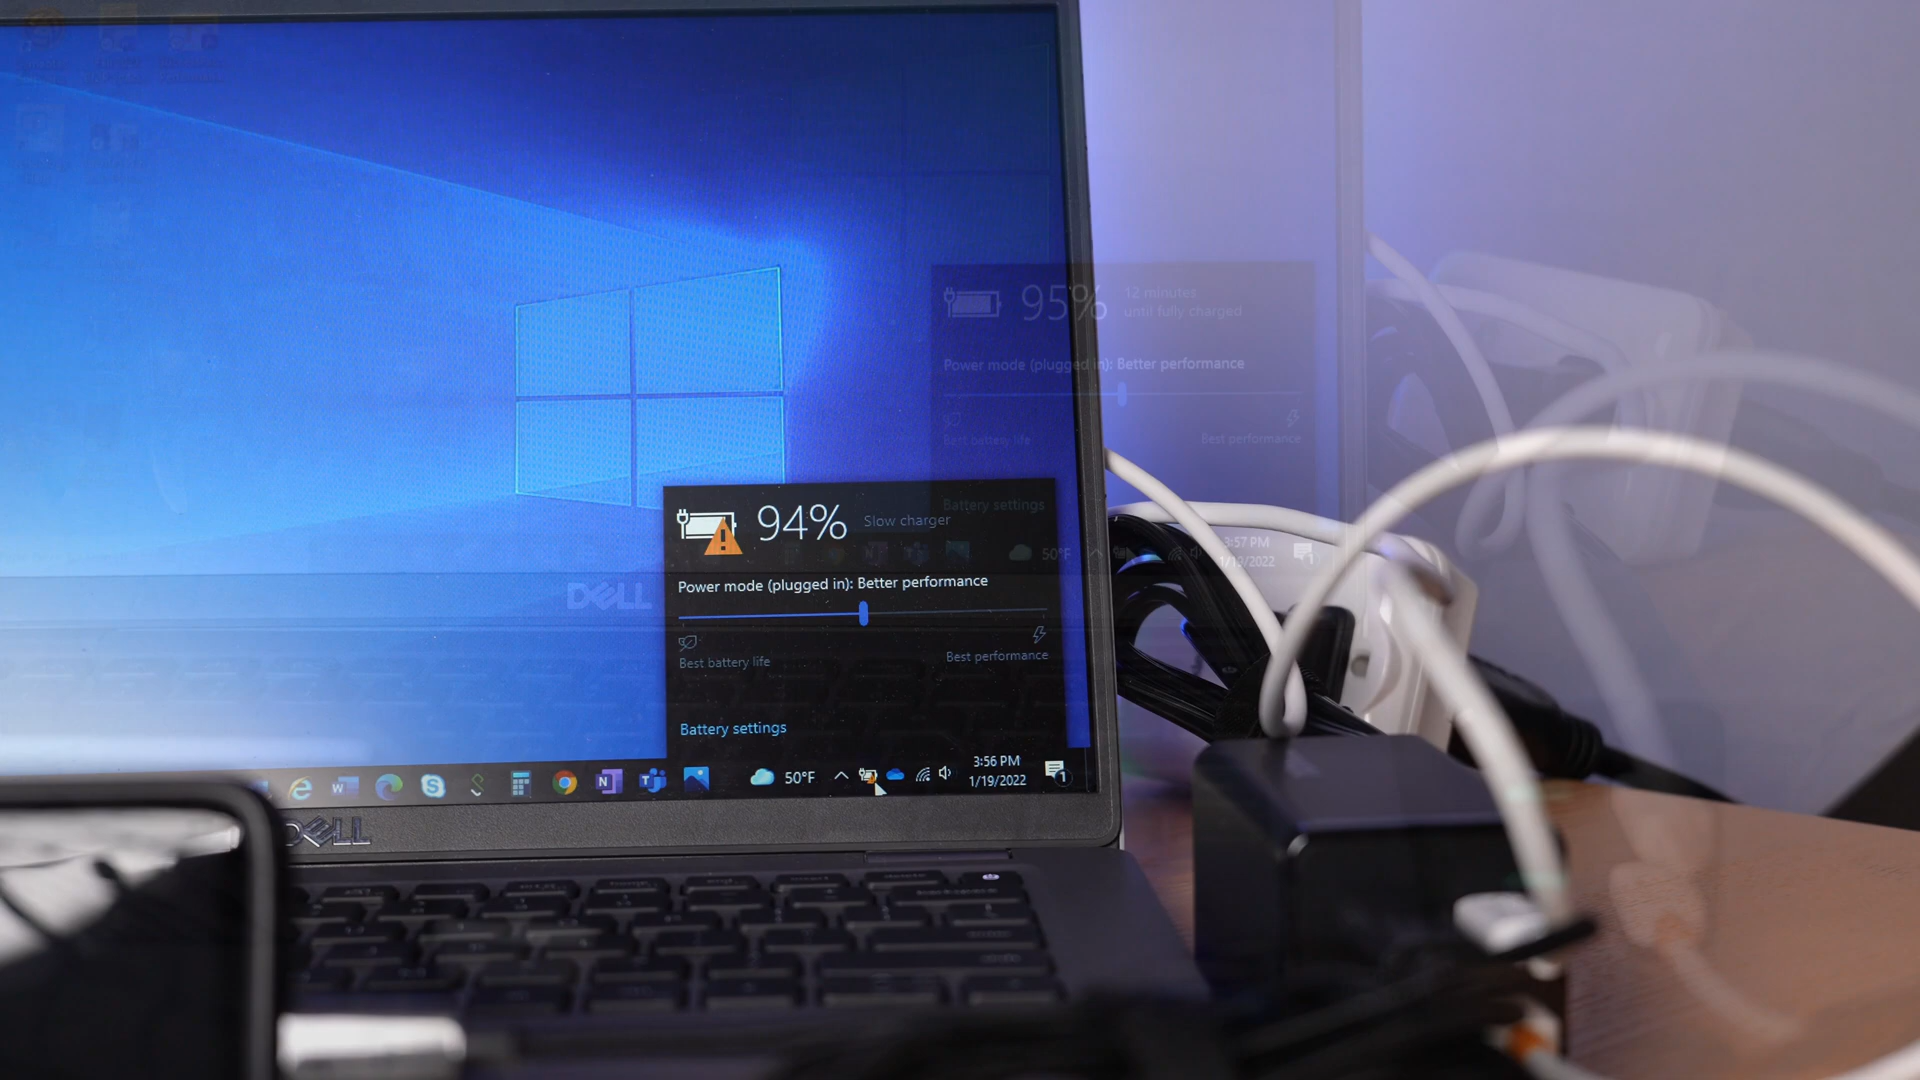 95%
12 minutes
until fully charged
Power mode (plugged in): Better performance
Best battery life
Best performance
Battery settings
50°F
3:57 PM
1/19/2022
DELL
94%
Slow charger
Power mode (plugged in): Better performance
Best battery life
Best performance
Battery settings
50°F
3:56 PM
1/19/2022
1
DELL